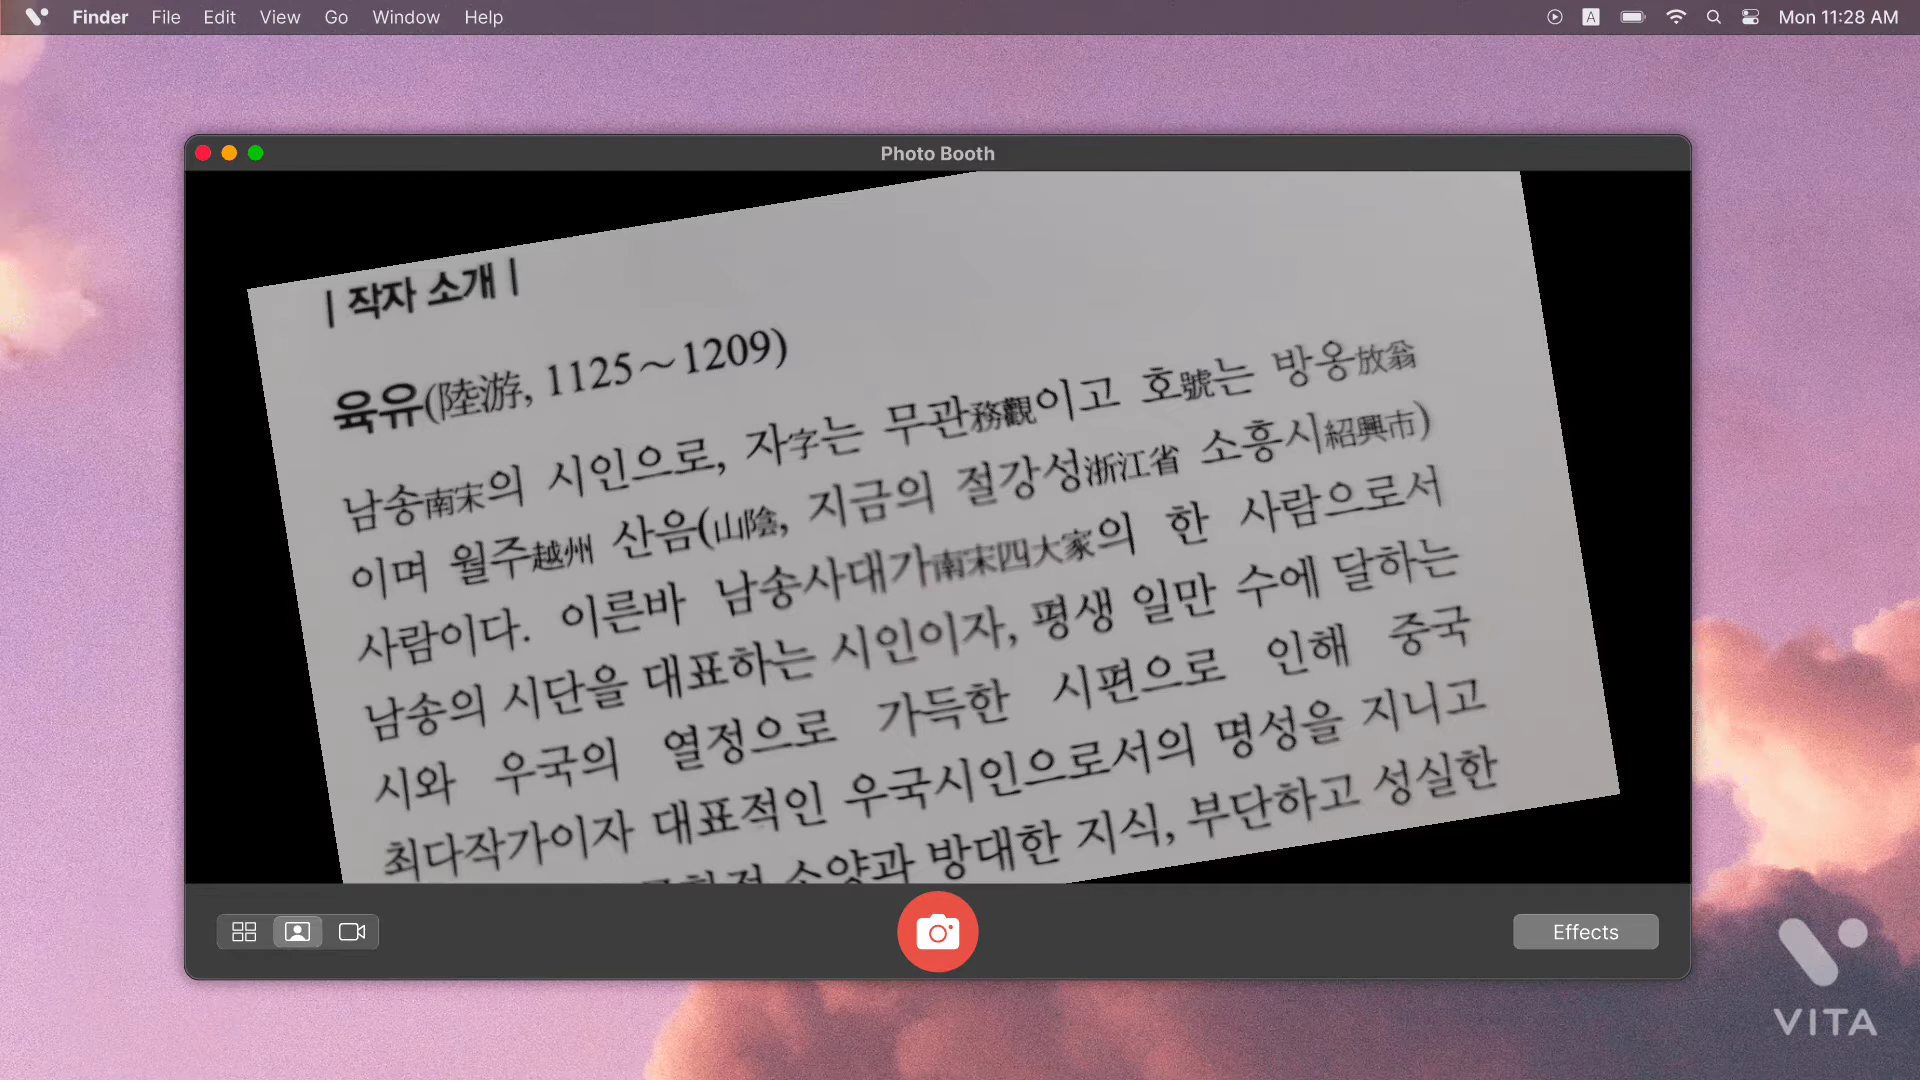 Finder File Edit View Go Window Help A Mon 11:28 AM
Photo Booth
| 작자 소개 |
육유(陸游, 1125~1209)
남송南宋의 시인으로, 자字는 무관務觀이고 호號는 방옹放翁
이며 월주越州 산음(山陰, 지금의 절강성浙江省 소흥시紹興市)
사람이다. 이른바 남송사대가南宋四大家의 한 사람으로서
남송의 시단을 대표하는 시인이자, 평생 일만 수에 달하는
시와 우국의 열정으로 가득한 시편으로 인해 중국
최다작가이자 대표적인 우국시인으로서의 명성을 지니고
소양과 방대한 지식, 부단하고 성실한
Effects
VITA